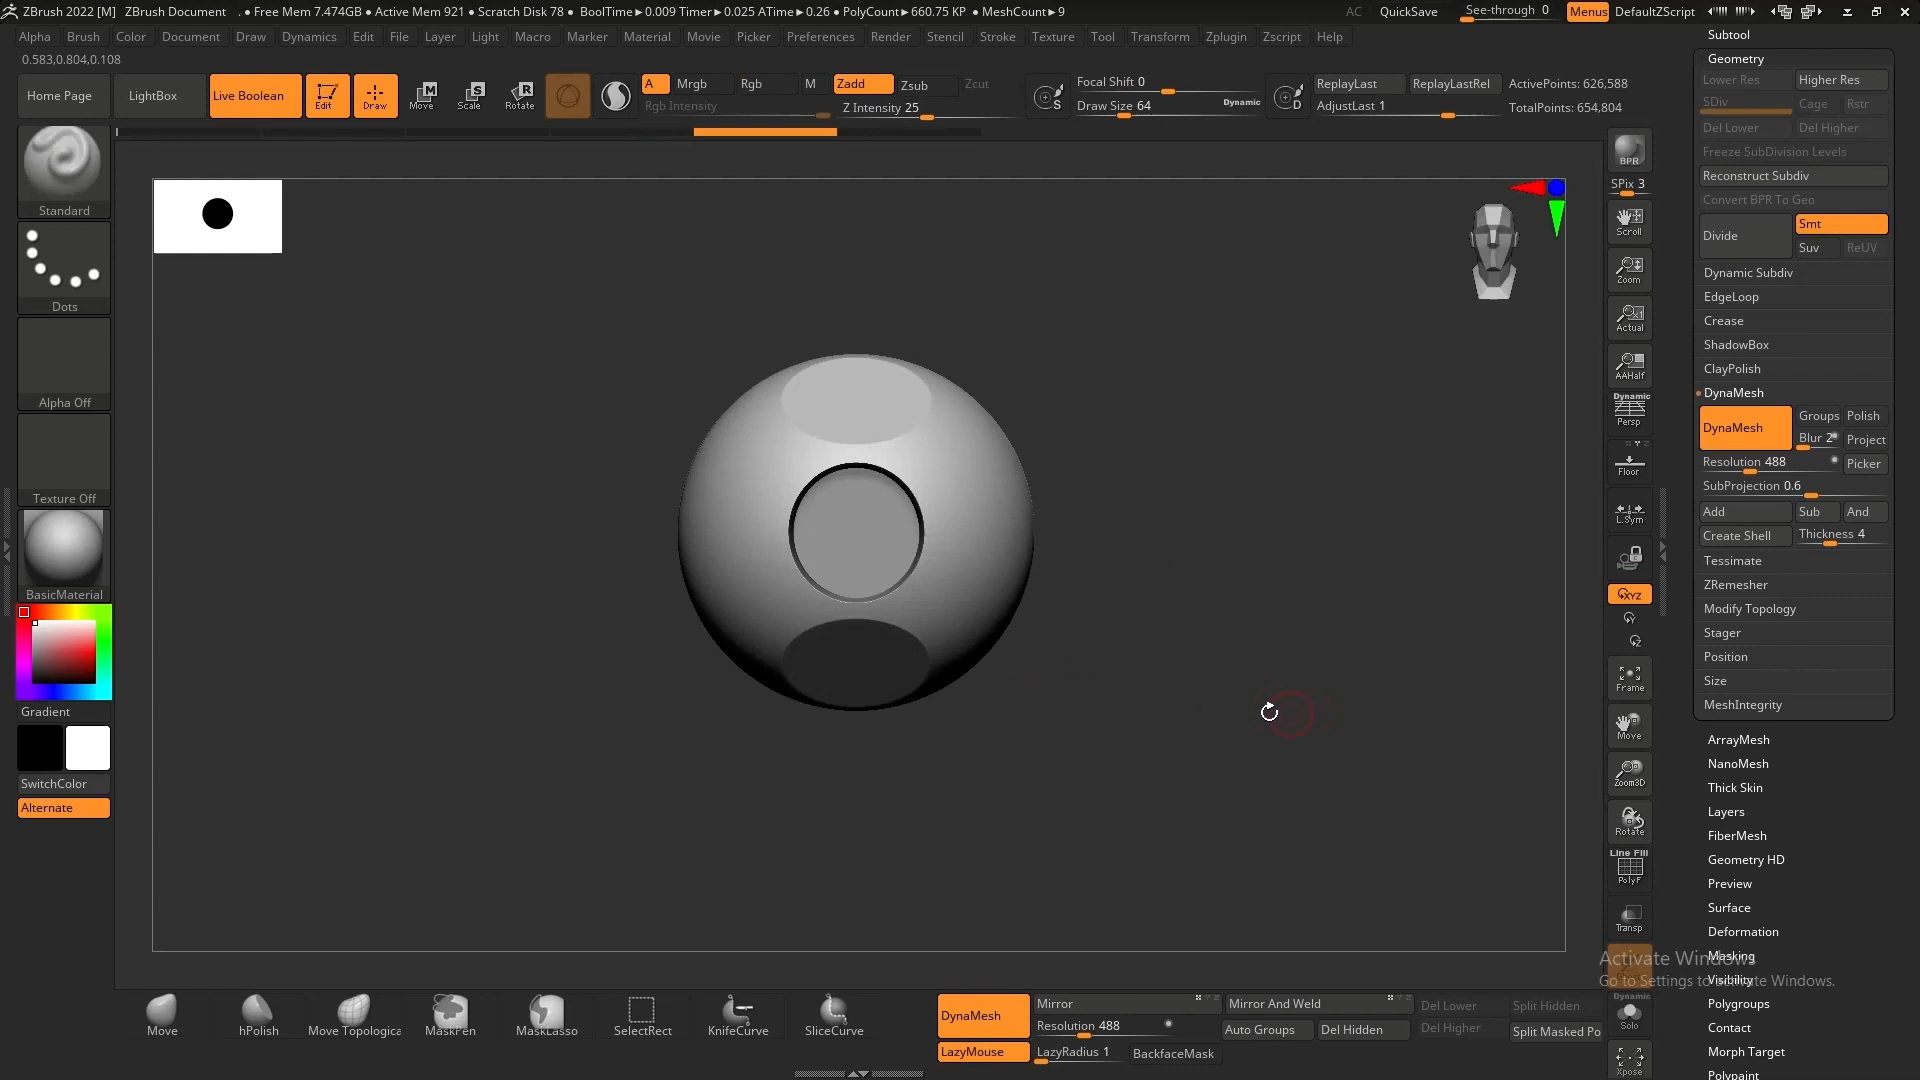 ZBrush 2022 [M] ZBrush Document . ● Free Mem 7.474GB ● Active Mem 921 ● Scratch Disk 78 ● BoolTime►0.009 Timer►0.025 ATime►0.26 ● PolyCount►660.75 KP ● MeshCount►9 AC QuickSave See-through 0 Menus DefaultZScript
Alpha Brush Color Document Draw Dynamics Edit File Layer Light Macro Marker Material Movie Picker Preferences Render Stencil Stroke Texture Tool Transform Zplugin Zscript Help
0.583,0.804,0.108
Home Page LightBox Live Boolean Edit Draw Move Scale Rotate
A Mrgb Rgb M Zadd Zsub Zcut
Rgb Intensity Z Intensity 25
Focal Shift 0
Draw Size 64 Dynamic
S D
ReplayLast ReplayLastRel ActivePoints: 626,588
AdjustLast 1 TotalPoints: 654,804
Standard
Dots
Alpha Off
Texture Off
BasicMaterial
Gradient
SwitchColor
Alternate
BPR
SPix 3
Scroll
Zoom
Actual
AAHalf
Dynamic
Persp
Floor
L.Sym
XYZ
Frame
Move
Zoom3D
Rotate
Line Fill
PolyF
Transp
Dynamic
Solo
Xpose
Subtool
Geometry
Lower Res Higher Res
SDiv Cage Rstr
Del Lower Del Higher
Freeze SubDivision Levels
Reconstruct Subdiv
Convert BPR To Geo
Divide Smt
Suv ReUV
Dynamic Subdiv
EdgeLoop
Crease
ShadowBox
ClayPolish
DynaMesh
DynaMesh Groups Polish
Blur 2 Project
Resolution 488 Picker
SubProjection 0.6
Add Sub And
Create Shell Thickness 4
Tessimate
ZRemesher
Modify Topology
Stager
Position
Size
MeshIntegrity
ArrayMesh
NanoMesh
Thick Skin
Layers
FiberMesh
Geometry HD
Preview
Surface
Deformation
Masking
Visibility
Polygroups
Contact
Morph Target
Polypaint
Activate Windows
Go to Settings to activate Windows.
Move hPolish Move Topologica MaskPen MaskLasso SelectRect KnifeCurve SliceCurve
DynaMesh Mirror Mirror And Weld Del Lower Split Hidden
Resolution 488 Auto Groups Del Hidden Del Higher Split Masked Po
LazyMouse LazyRadius 1 BackfaceMask